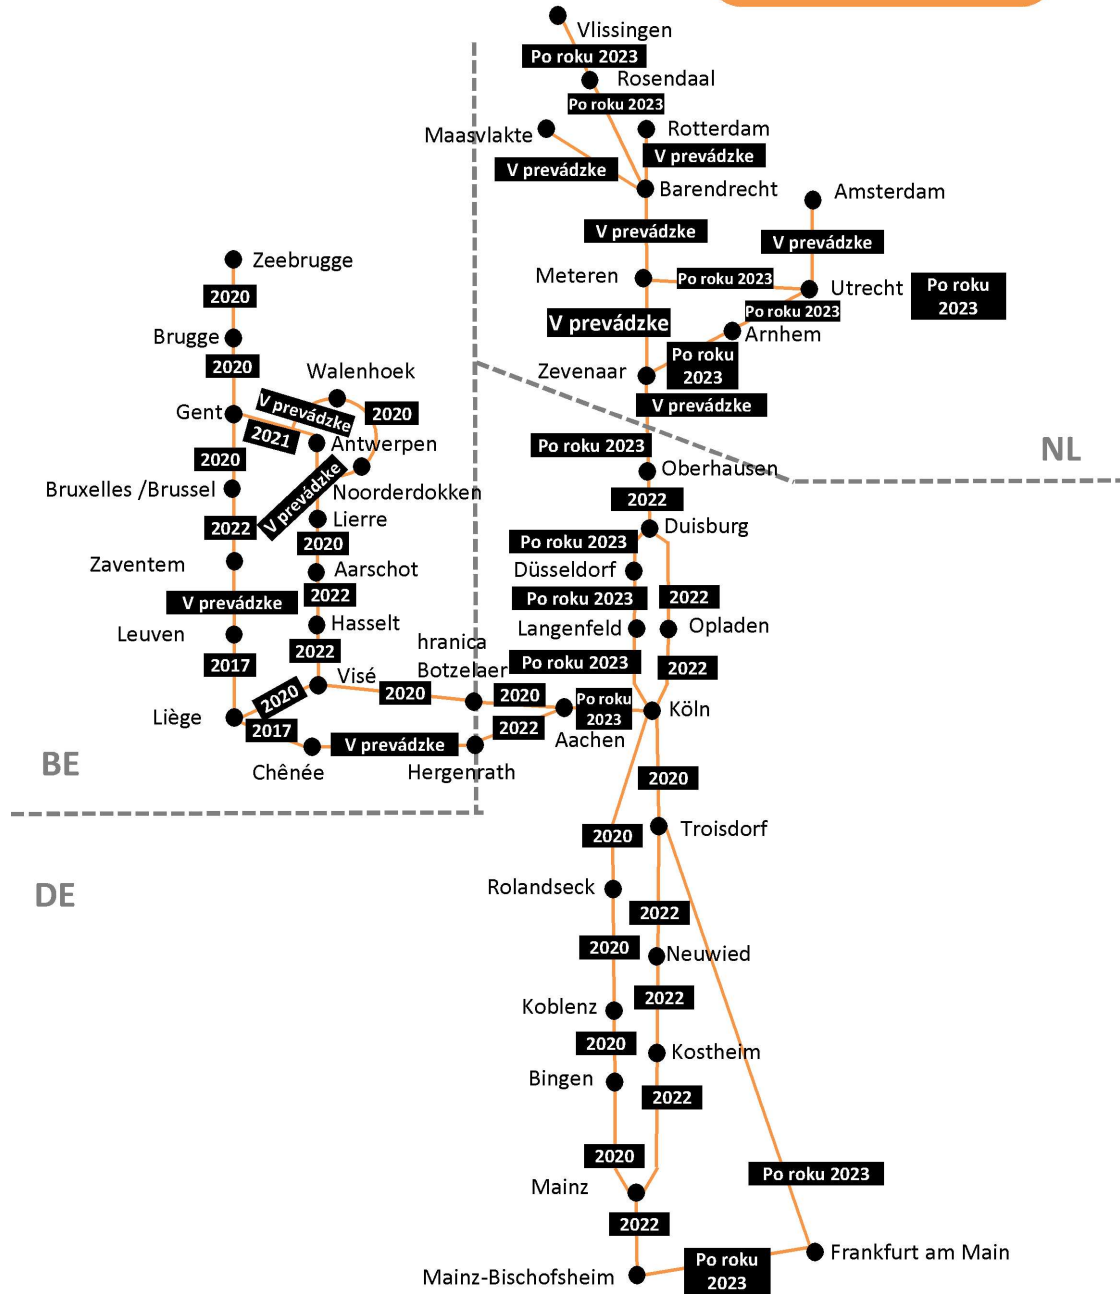 Vlissingen
Po roku 2023
Rosendaal
Po roku 2023
Maasvlakte
Rotterdam
V prevádzke
V prevádzke
Barendrecht
Amsterdam
V prevádzke
V prevádzke
Zeebrugge
Meteren
Po roku 2023
Utrecht
Po roku
2023
2020
Po roku 2023
V prevádzke
Arnhem
Brugge
2020
Po roku
2023
Walenhoek
Zevenaar
V prevádzke
V prevádzke
2020
Gent
2021
Antwerpen
Po roku 2023
NL
2020
V prevádzke
Oberhausen
Bruxelles /Brussel
Noorderdokken
2022
Lierre
2022
Duisburg
2020
Po roku 2023
Zaventem
Aarschot
Düsseldorf
2022
V prevádzke
Po roku 2023
2022
Leuven
Hasselt
Langenfeld
Opladen
hranica
Botzelaer
2017
2022
Po roku 2023
2022
Visé
2020
2020
2020
Po roku
2023
Köln
Liège
2017
2022
Aachen
V prevádzke
Chênée
Hergenrath
BE
2020
2020
Troisdorf
DE
Rolandseck
2022
2020
Neuwied
2022
Koblenz
2020
Kostheim
Bingen
2022
2020
Po roku 2023
Mainz
2022
Frankfurt am Main
Po roku
2023
Mainz-Bischofsheim